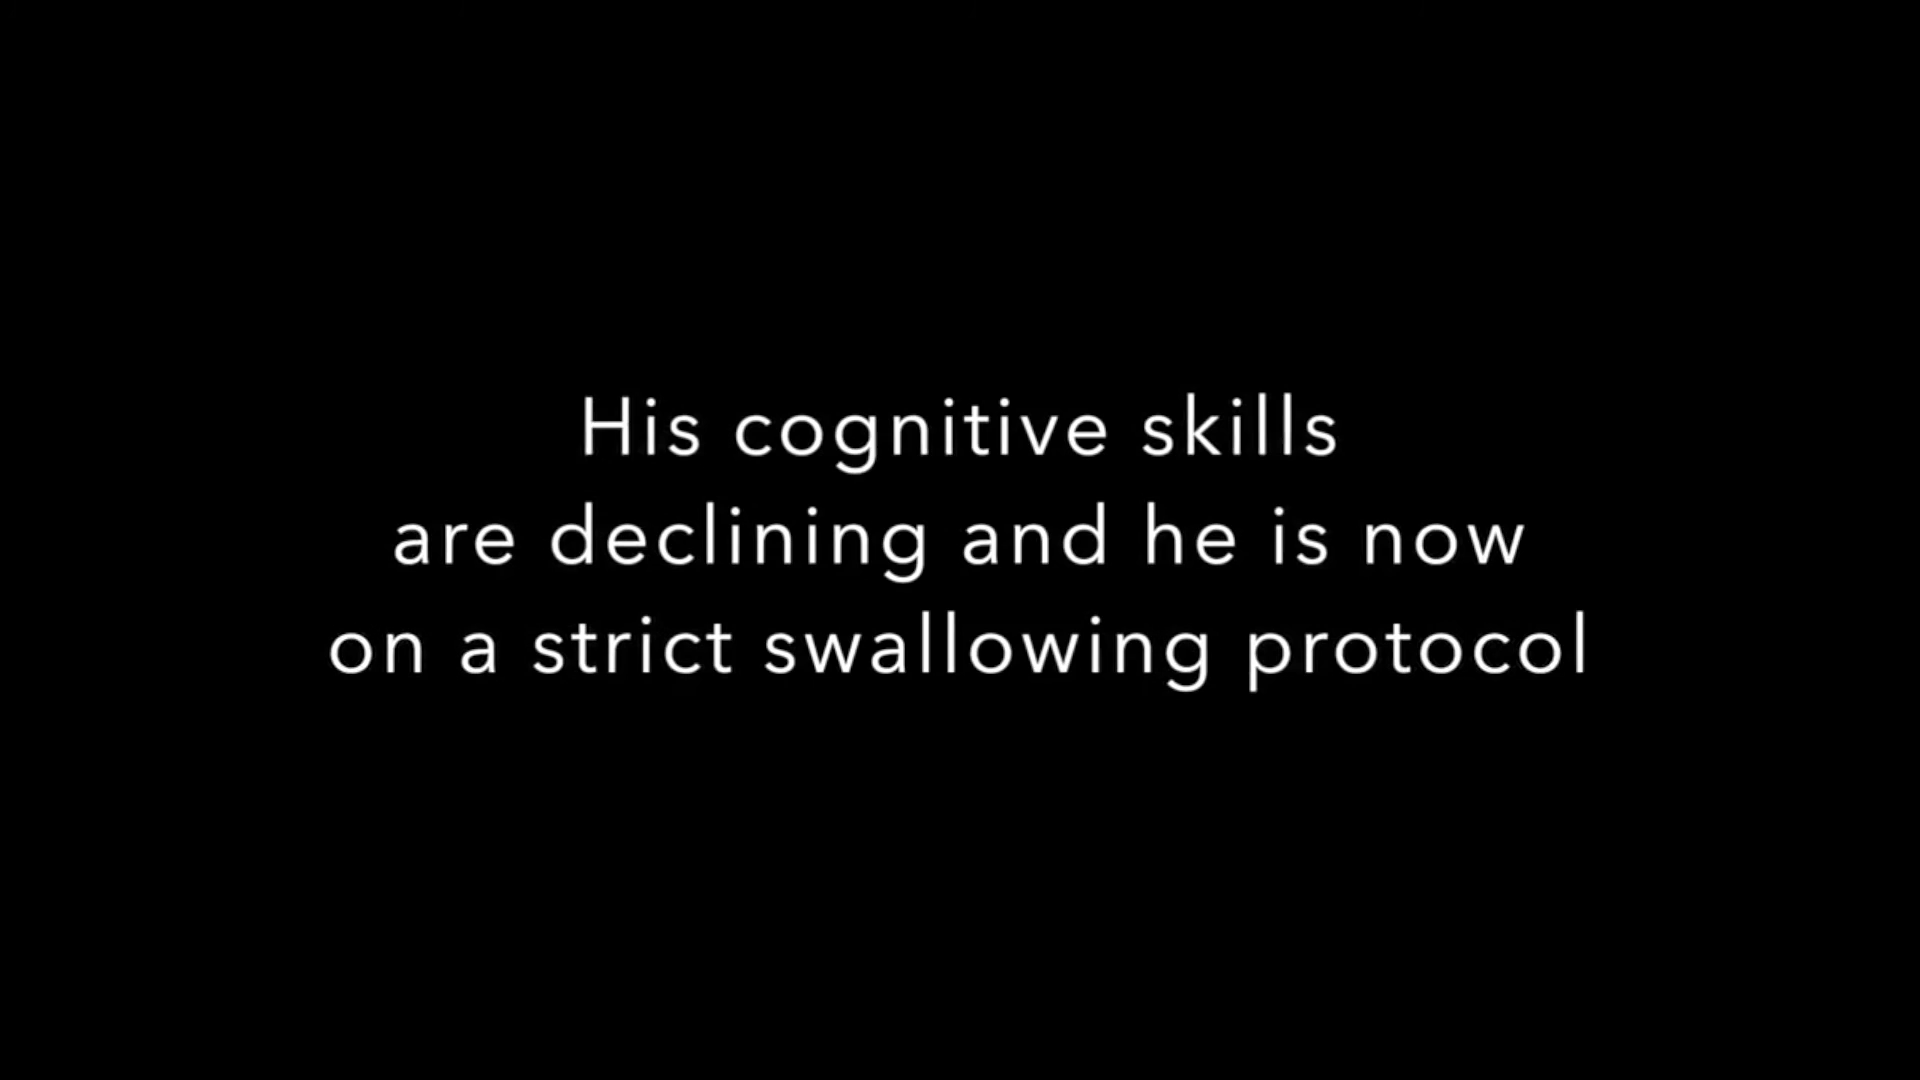 His cognitive skills
are declining and he is now
on a strict swallowing protocol